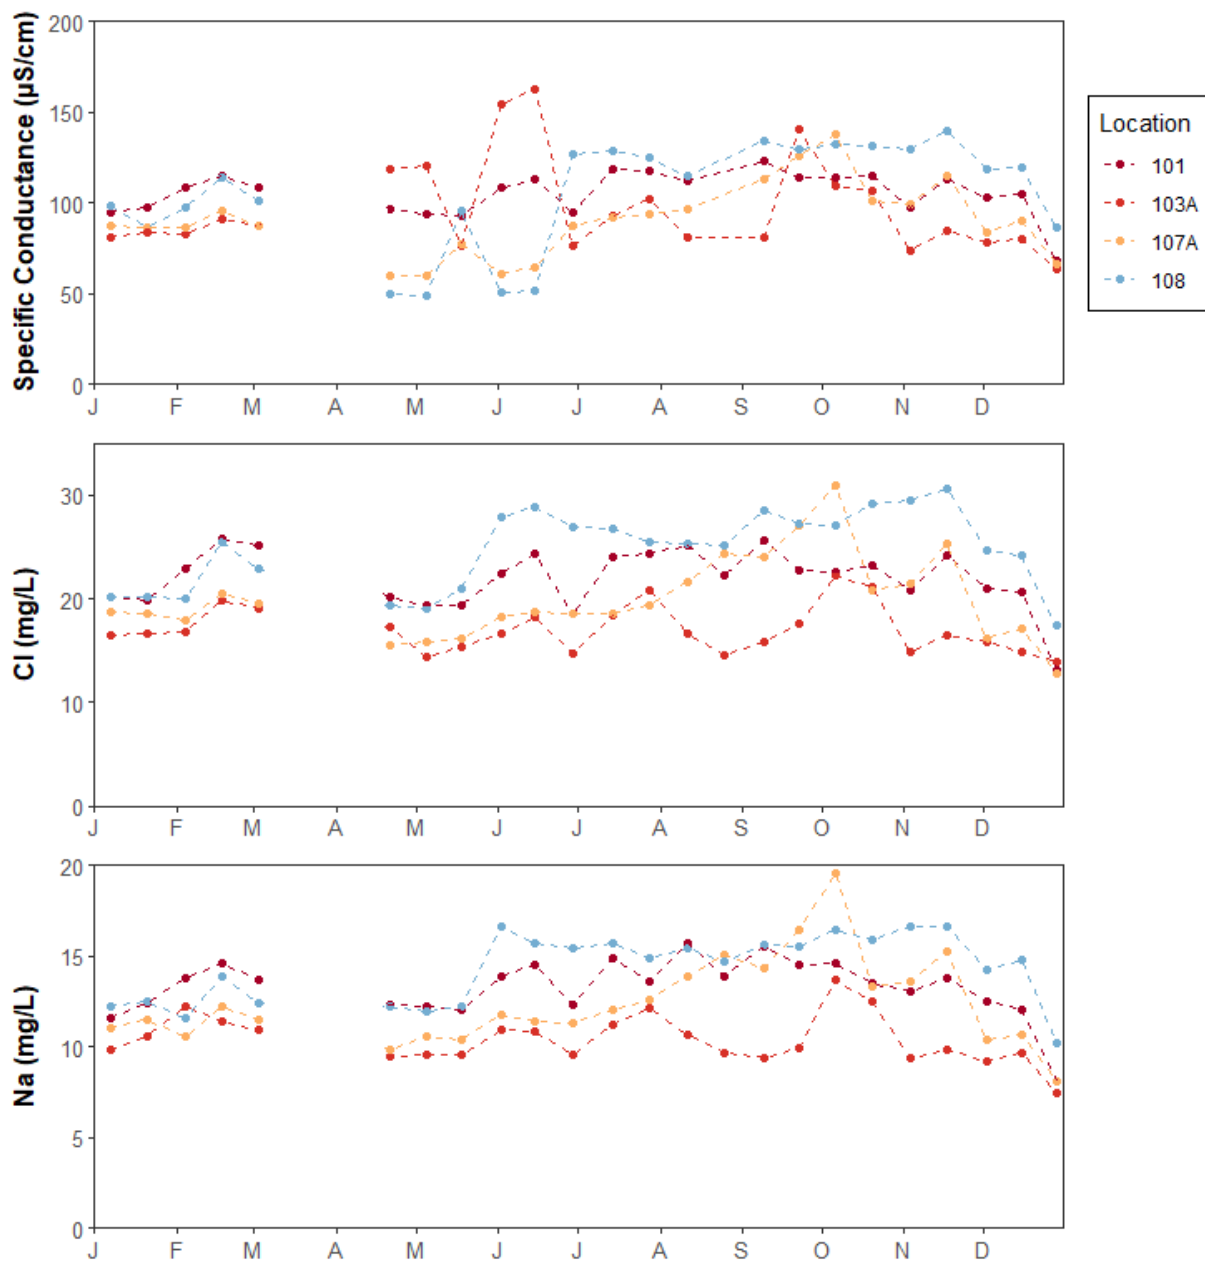 Specific Conductance (µS/cm)
200
150
100
50
0
J F M A M J J A S O N D
Location
101
103A
107A
108
Cl (mg/L)
30
20
10
0
J F M A M J J A S O N D
Na (mg/L)
20
15
10
5
0
J F M A M J J A S O N D